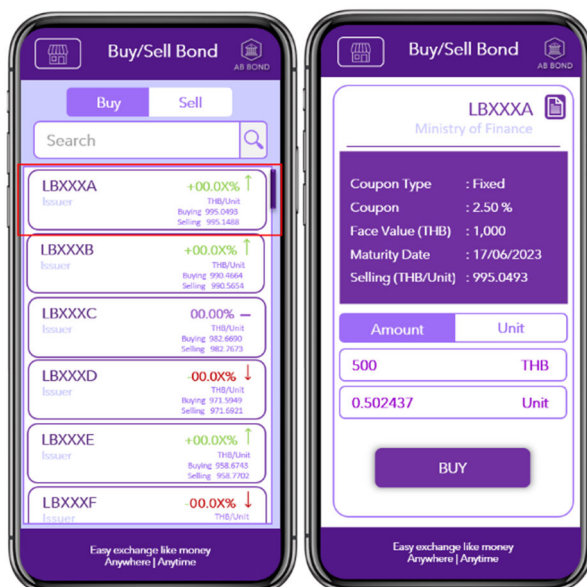 Buy/Sell Bond
AB BOND
Buy Sell
Search
LBXXXA +00.0X% ↑
Issuer THB/Unit
Buying 995.0493
Selling 995.1488
LBXXXB +00.0X% ↑
Issuer THB/Unit
Buying 990.4664
Selling 990.5654
LBXXXC 00.00% –
Issuer THB/Unit
Buying 982.6690
Selling 982.7673
LBXXXD -00.0X% ↓
Issuer THB/Unit
Buying 971.5949
Selling 971.6921
LBXXXE +00.0X% ↑
Issuer THB/Unit
Buying 958.6743
Selling 958.7702
LBXXXF -00.0X% ↓
Issuer THB/Unit
Easy exchange like money
Anywhere | Anytime
Buy/Sell Bond
AB BOND
LBXXXA
Ministry of Finance
Coupon Type : Fixed
Coupon : 2.50 %
Face Value (THB) : 1,000
Maturity Date : 17/06/2023
Selling (THB/Unit) : 995.0493
Amount Unit
500 THB
0.502437 Unit
BUY
Easy exchange like money
Anywhere | Anytime